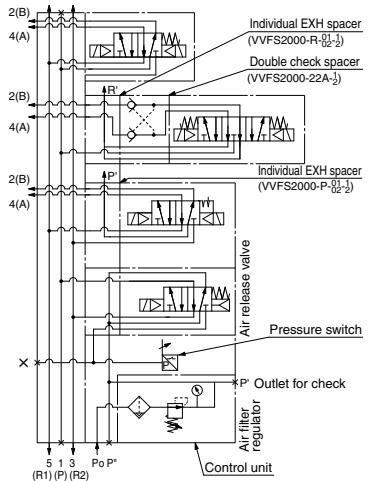 Individual EXH spacer
(VVFS2000-R-01-1/02-2)
2(B)
4(A)
Double check spacer
(VVFS2000-22A-1/2)
R'
2(B)
4(A)
Individual EXH spacer
(VVFS2000-P-01-1/02-2)
P'
2(B)
4(A)
Air release valve
Pressure switch
P' Outlet for check
Air filter
regulator
5 1 3 Po P"
(R1) (P) (R2)
Control unit